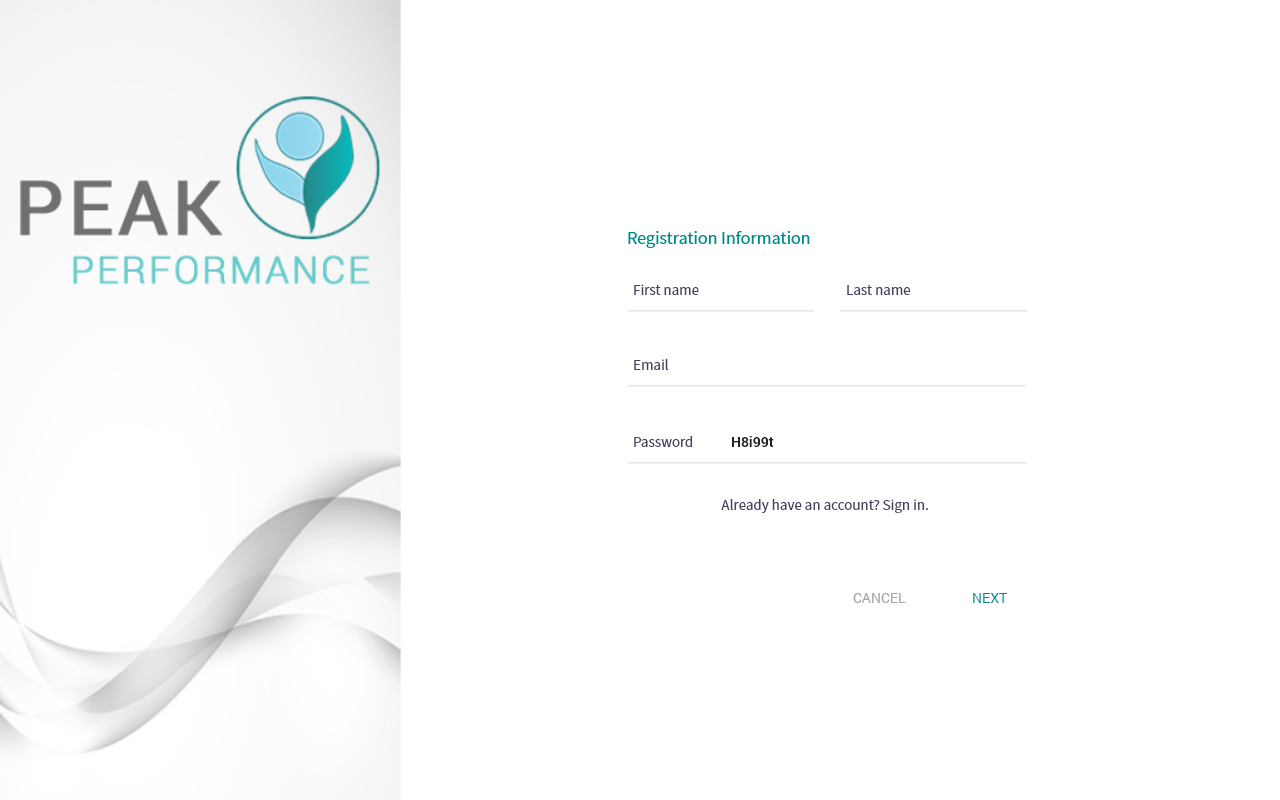 PEAK
PERFORMANCE
Registration Information
First name Last name
Email
Password H8i99t
Already have an account? Sign in.
CANCEL NEXT